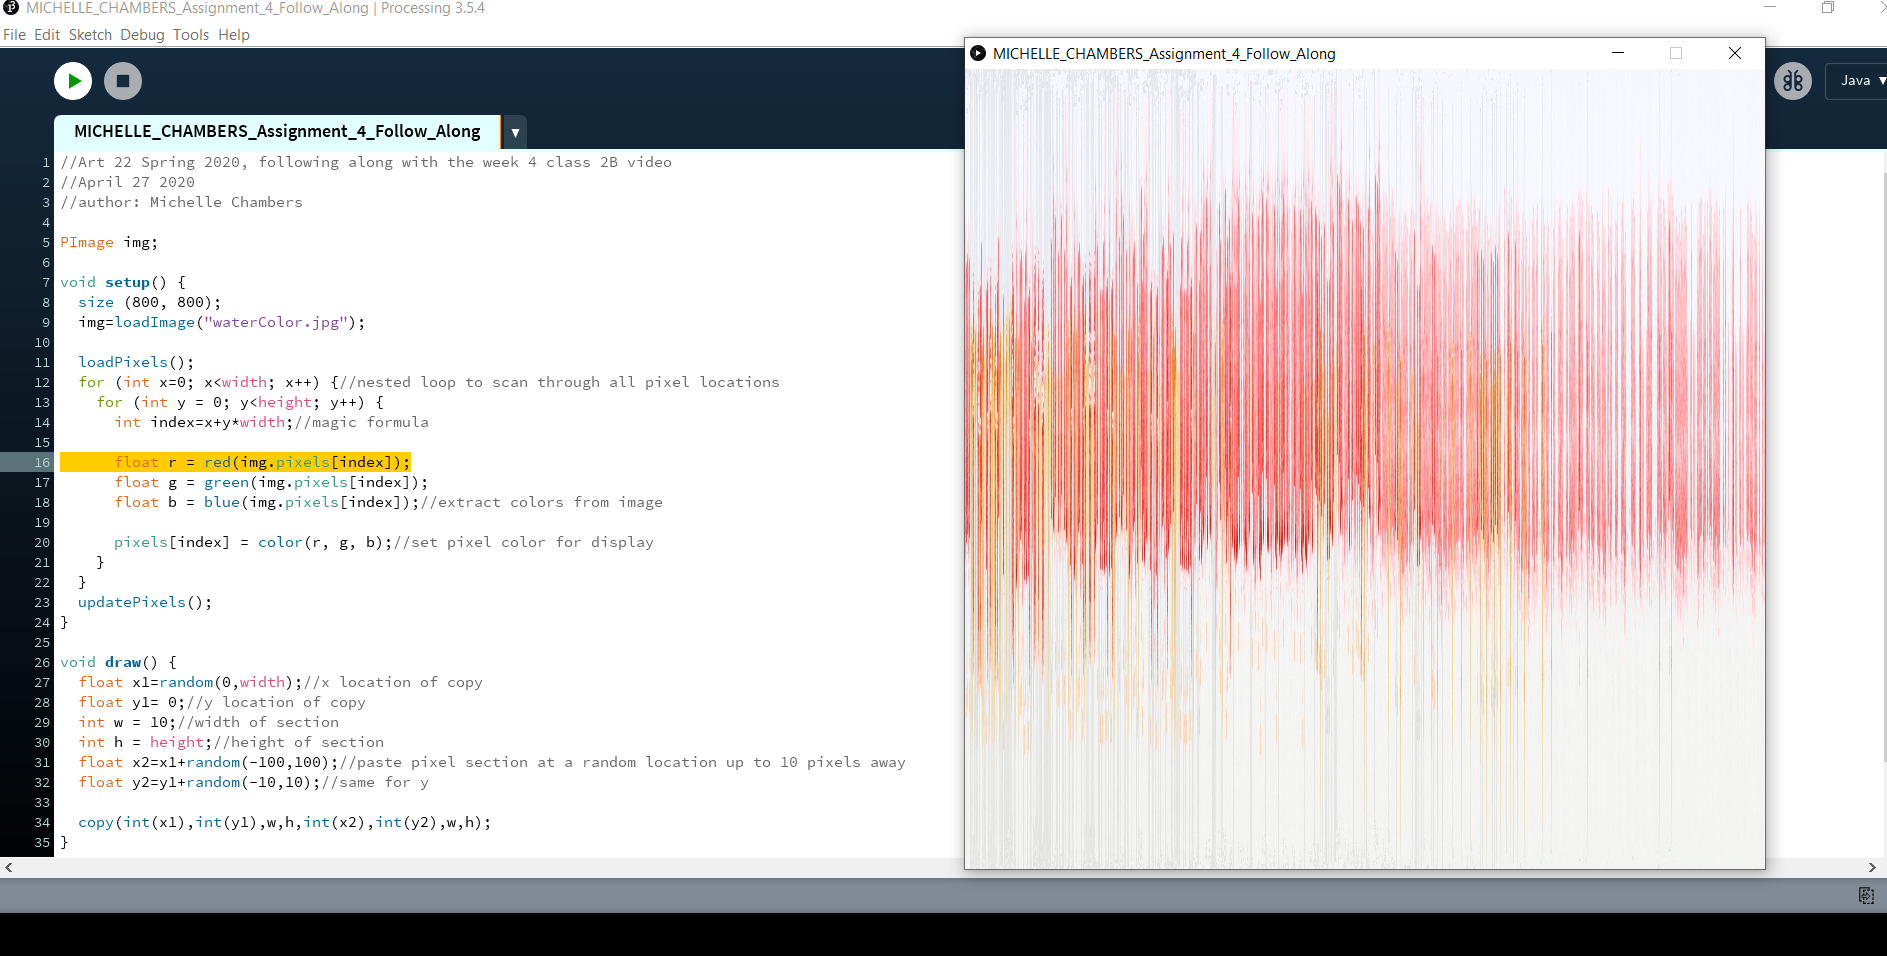 MICHELLE_CHAMBERS_Assignment_4_Follow_Along | Processing 3.5.4
File Edit Sketch Debug Tools Help
MICHELLE_CHAMBERS_Assignment_4_Follow_Along
Java ▼
MICHELLE_CHAMBERS_Assignment_4_Follow_Along ▼
1 //Art 22 Spring 2020, following along with the week 4 class 2B video
2 //April 27 2020
3 //author: Michelle Chambers
4
5 PImage img;
6
7 void setup() {
8 size (800, 800);
9 img=loadImage("waterColor.jpg");
10
11 loadPixels();
12 for (int x=0; x<width; x++) {//nested loop to scan through all pixel locations
13 for (int y = 0; y<height; y++) {
14 int index=x+y*width;//magic formula
15
16 float r = red(img.pixels[index]);
17 float g = green(img.pixels[index]);
18 float b = blue(img.pixels[index]);//extract colors from image
19
20 pixels[index] = color(r, g, b);//set pixel color for display
21 }
22 }
23 updatePixels();
24 }
25
26 void draw() {
27 float x1=random(0,width);//x location of copy
28 float y1= 0;//y location of copy
29 int w = 10;//width of section
30 int h = height;//height of section
31 float x2=x1+random(-100,100);//paste pixel section at a random location up to 10 pixels away
32 float y2=y1+random(-10,10);//same for y
33
34 copy(int(x1),int(y1),w,h,int(x2),int(y2),w,h);
35 }